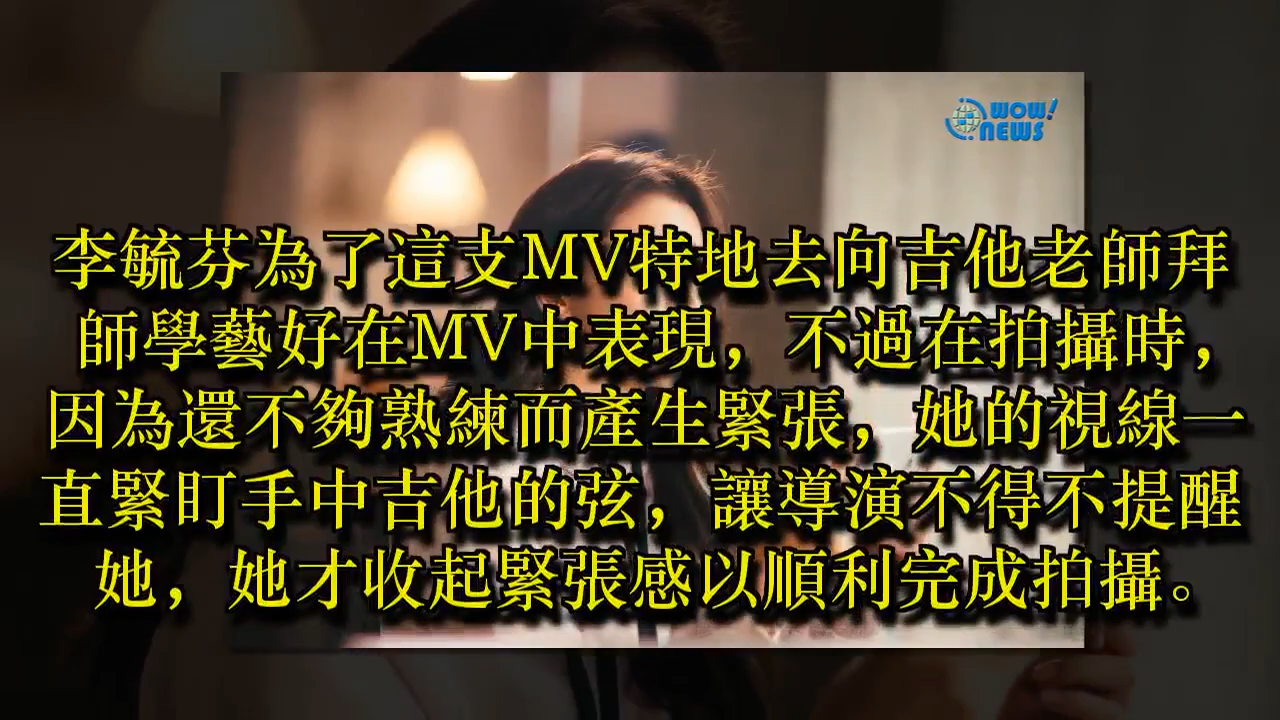 WOW!
NEWS
李毓芬為了這支MV特地去向吉他老師拜
師學藝好在MV中表現，不過在拍攝時，
因為還不夠熟練而產生緊張，她的視線一
直緊盯手中吉他的弦，讓導演不得不提醒
她，她才收起緊張感以順利完成拍攝。